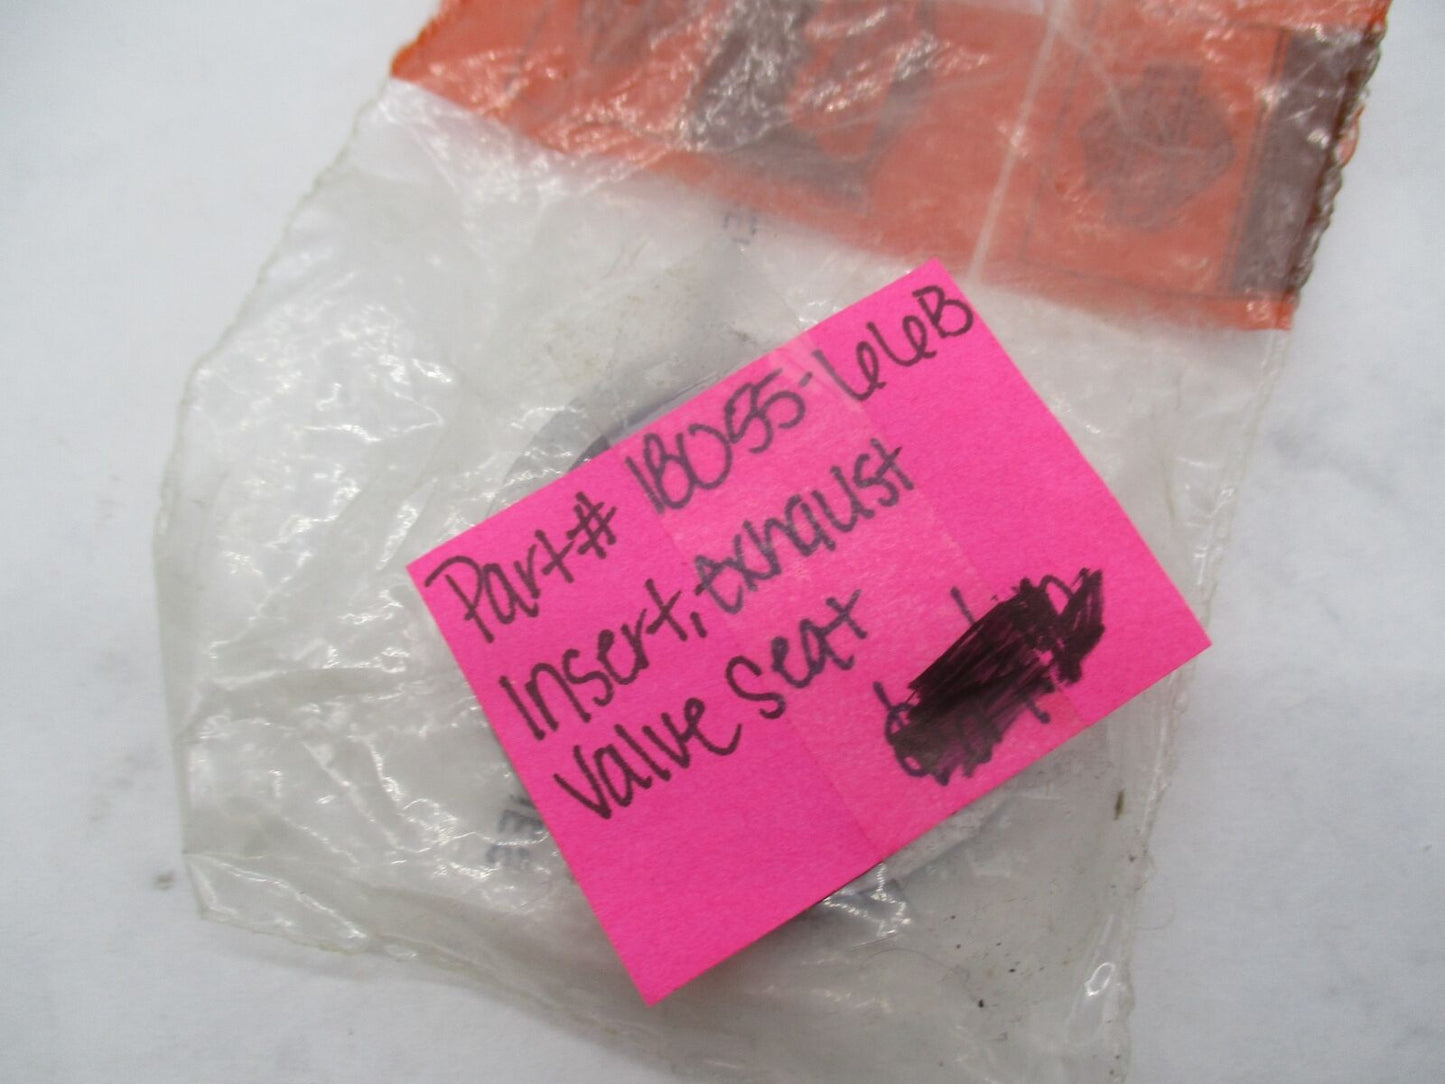 Part# 18055-66B
Insert, exhaust
Valve Seat